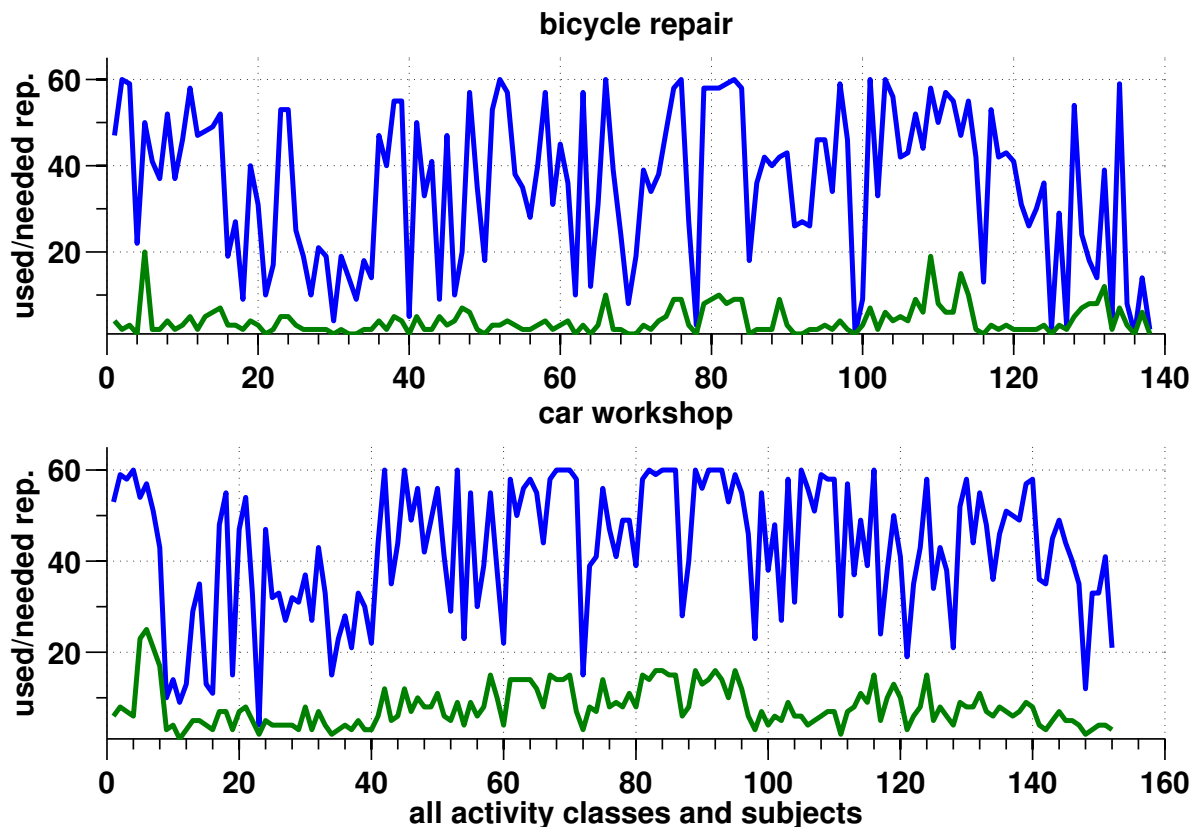 bicycle repair
used/needed rep.
60
40
20
0 20 40 60 80 100 120 140
car workshop
used/needed rep.
60
40
20
0 20 40 60 80 100 120 140 160
all activity classes and subjects